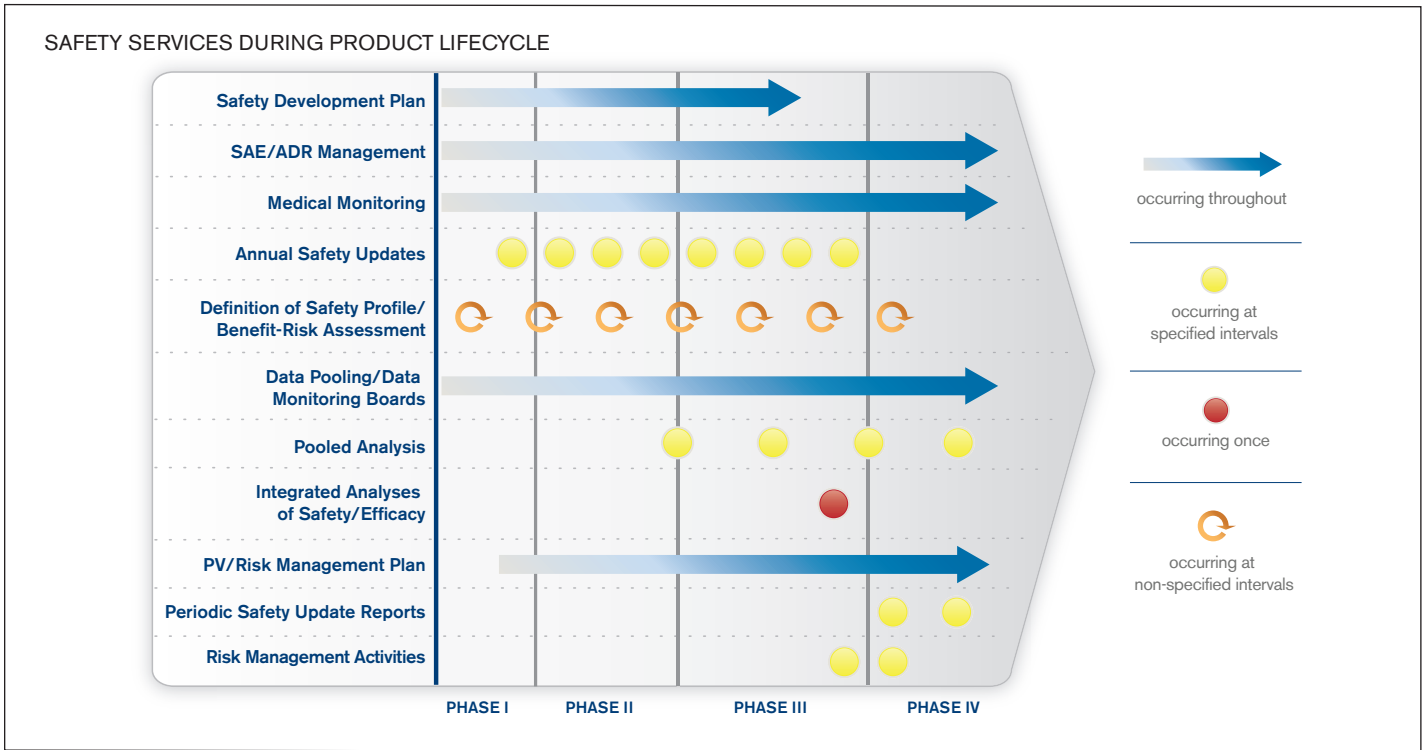 SAFETY SERVICES DURING PRODUCT LIFECYCLE
Safety Development Plan
SAE/ADR Management
Medical Monitoring
Annual Safety Updates
Definition of Safety Profile/
Benefit-Risk Assessment
Data Pooling/Data
Monitoring Boards
Pooled Analysis
Integrated Analyses
of Safety/Efficacy
PV/Risk Management Plan
Periodic Safety Update Reports
Risk Management Activities
PHASE I
PHASE II
PHASE III
PHASE IV
occurring throughout
occurring at
specified intervals
occurring once
occurring at
non-specified intervals